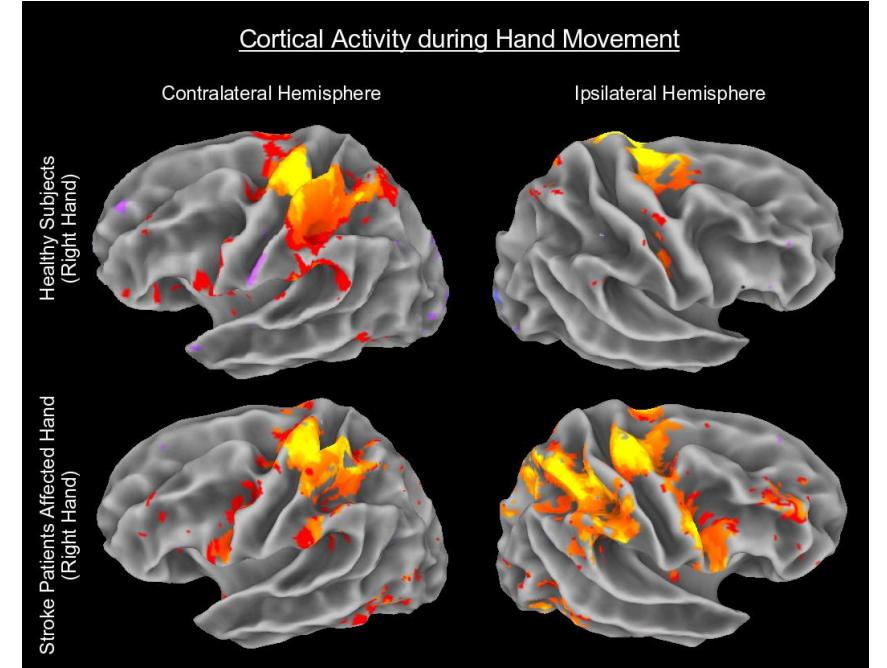 Cortical Activity during Hand Movement
Contralateral Hemisphere
Ipsilateral Hemisphere
Healthy Subjects
(Right Hand)
Stroke Patients Affected Hand
(Right Hand)